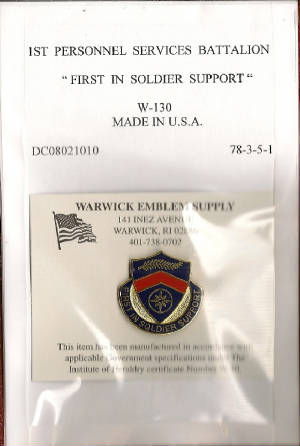 1ST PERSONNEL SERVICES BATTALION
"FIRST IN SOLDIER SUPPORT"
W-130
MADE IN U.S.A.
DC08021010 78-3-5-1
WARWICK EMBLEM SUPPLY
141 INEZ AVENUE
WARWICK, RI
401-738-0702
FIRST IN SOLDIER SUPPORT
This item has been manufactured in accordance with
applicable Government specifications under The
Institute of Heraldry certificate Number